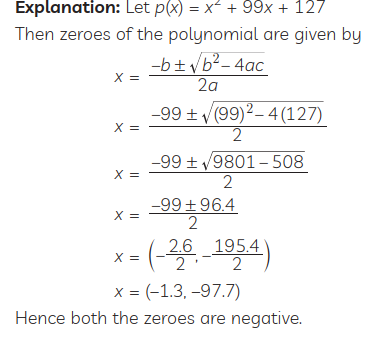 Explanation: Let p(x) = x² + 99x + 127
Then zeroes of the polynomial are given by
x = (–b ± √(b² – 4ac)) / 2a
x = (–99 ± √((99)² – 4(127))) / 2
x = (–99 ± √(9801 – 508)) / 2
x = (–99 ± 96.4) / 2
x = (–2.6/2, –195.4/2)
x = (–1.3, –97.7)
Hence both the zeroes are negative.